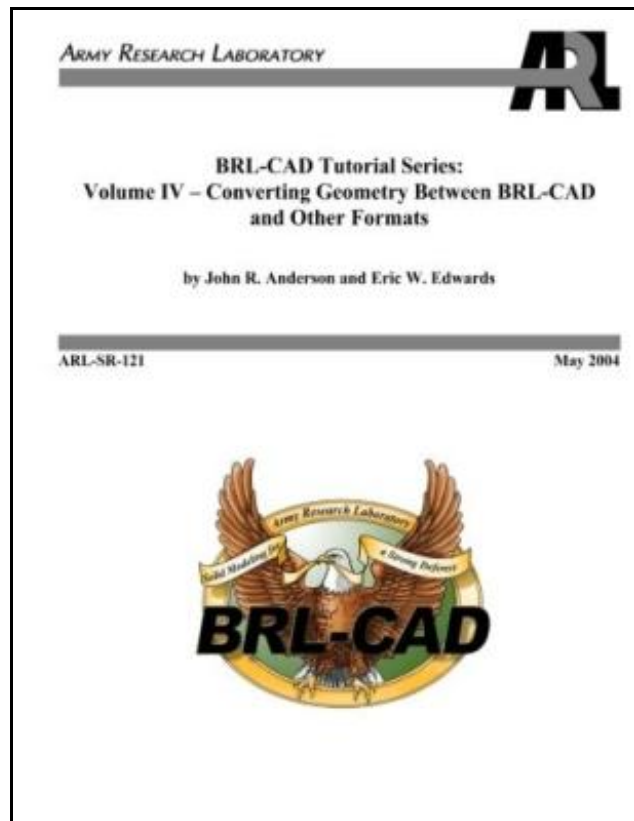 ARMY RESEARCH LABORATORY
ARL
BRL-CAD Tutorial Series:
Volume IV – Converting Geometry Between BRL-CAD
and Other Formats
by John R. Anderson and Eric W. Edwards
ARL-SR-121
May 2004
Army Research Laboratory
Solid Modeling for
a Strong Defense
BRL-CAD